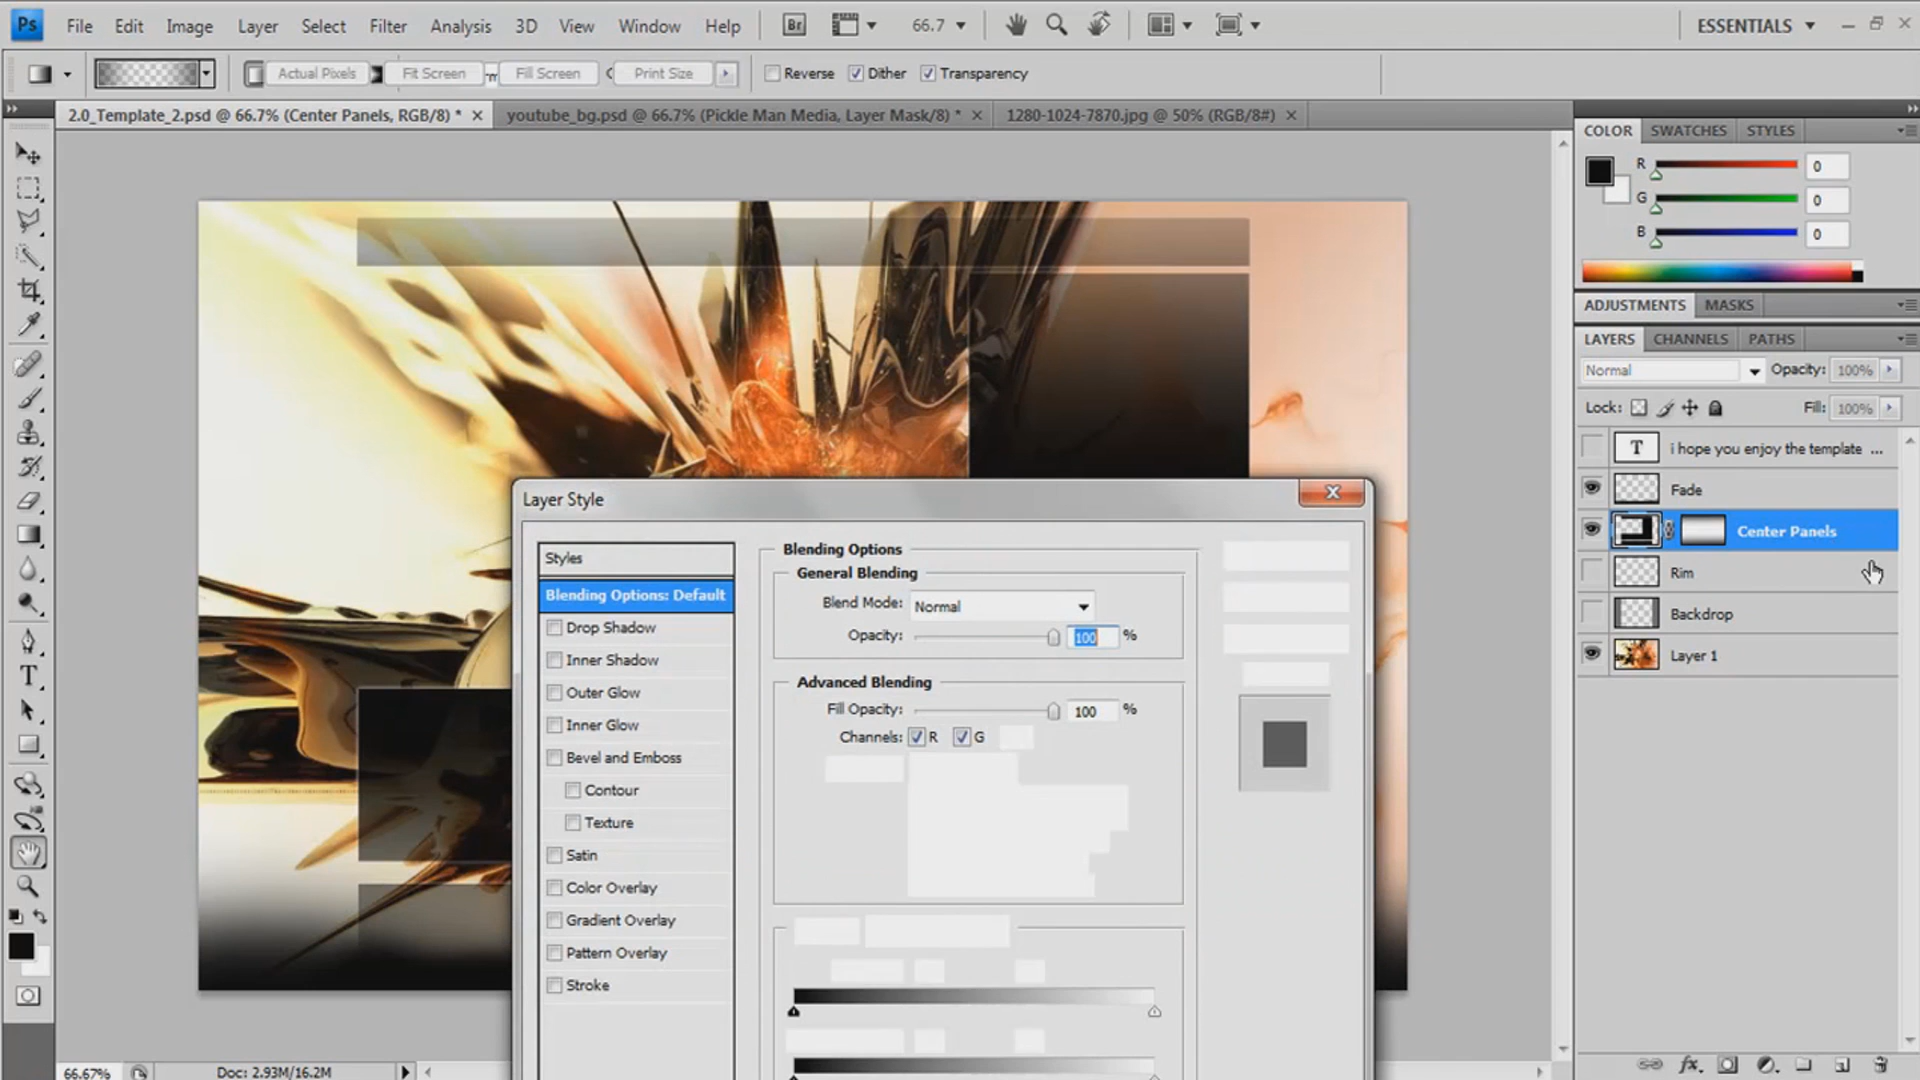 Ps File Edit Image Layer Select Filter Analysis 3D View Window Help Br 66.7 ESSENTIALS
Actual Pixels Fit Screen Fill Screen Print Size Reverse Dither Transparency
2.0_Template_2.psd @ 66.7% (Center Panels, RGB/8) * youtube_bg.psd @ 66.7% (Pickle Man Media, Layer Mask/8) * 1280-1024-7870.jpg @ 50% (RGB/8#)
COLOR SWATCHES STYLES
R 0
G 0
B 0
ADJUSTMENTS MASKS
LAYERS CHANNELS PATHS
Normal Opacity: 100%
Lock: Fill: 100%
T i hope you enjoy the template ...
Fade
Center Panels
Rim
Backdrop
Layer 1
Layer Style
Styles
Blending Options: Default
Drop Shadow
Inner Shadow
Outer Glow
Inner Glow
Bevel and Emboss
Contour
Texture
Satin
Color Overlay
Gradient Overlay
Pattern Overlay
Stroke
Blending Options
General Blending
Blend Mode: Normal
Opacity: 100 %
Advanced Blending
Fill Opacity: 100 %
Channels: R G
66.67% Doc: 2.93M/16.2M